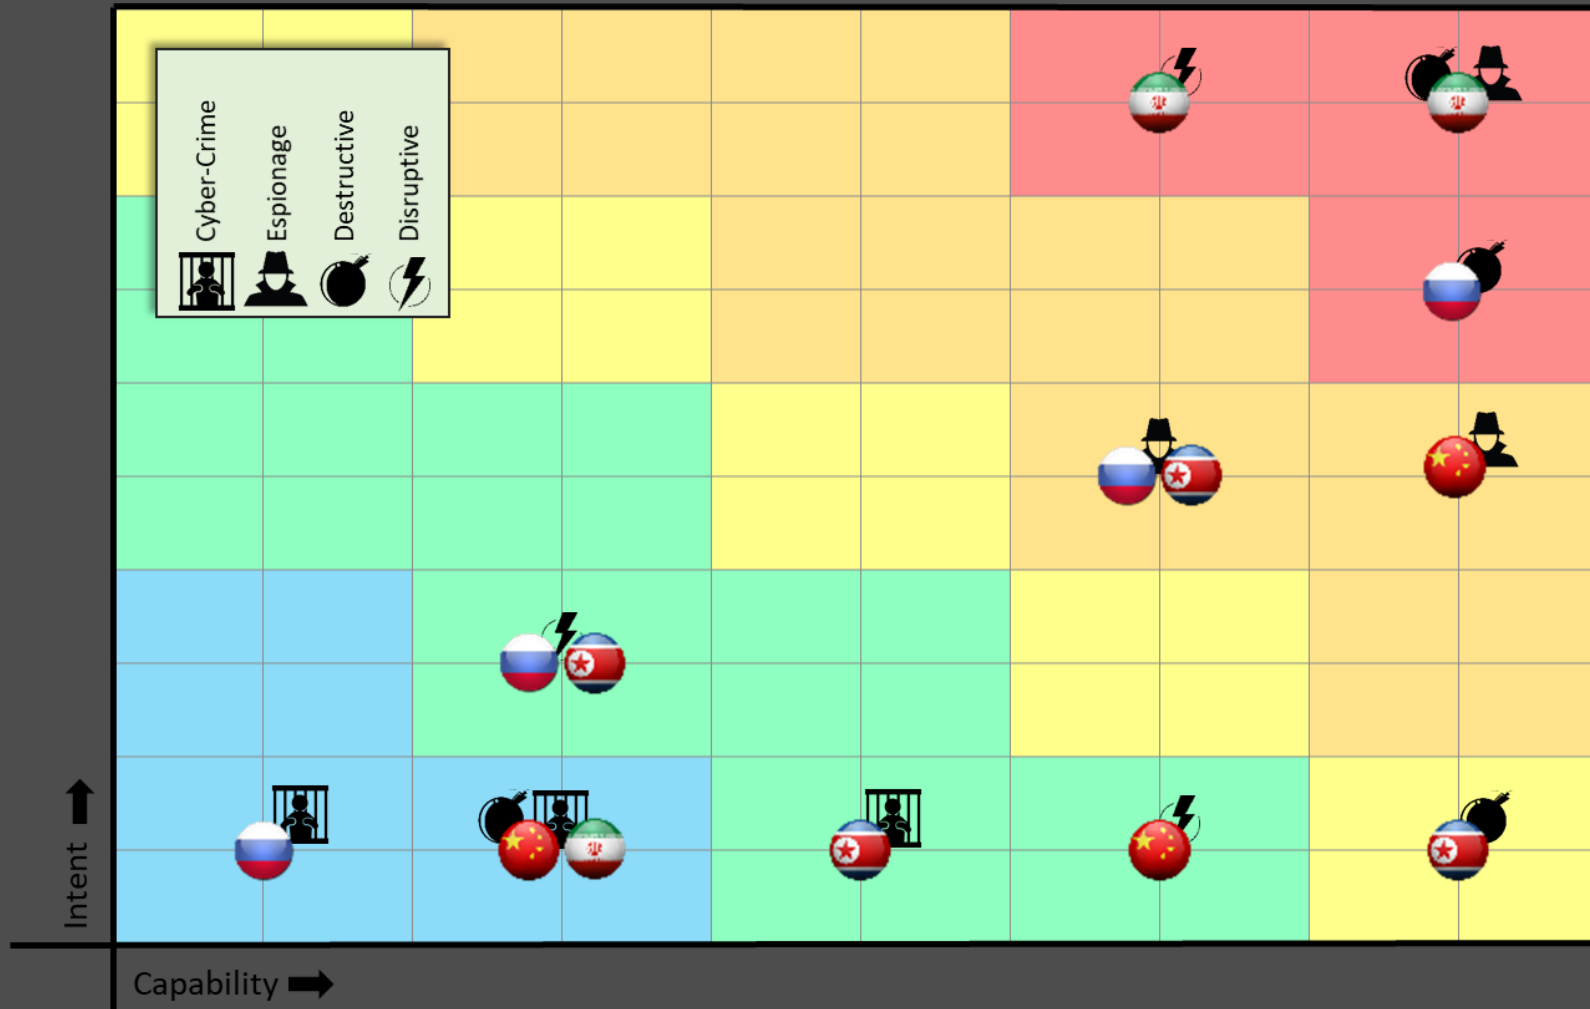 Cyber-Crime
Espionage
Destructive
Disruptive
Intent
Capability